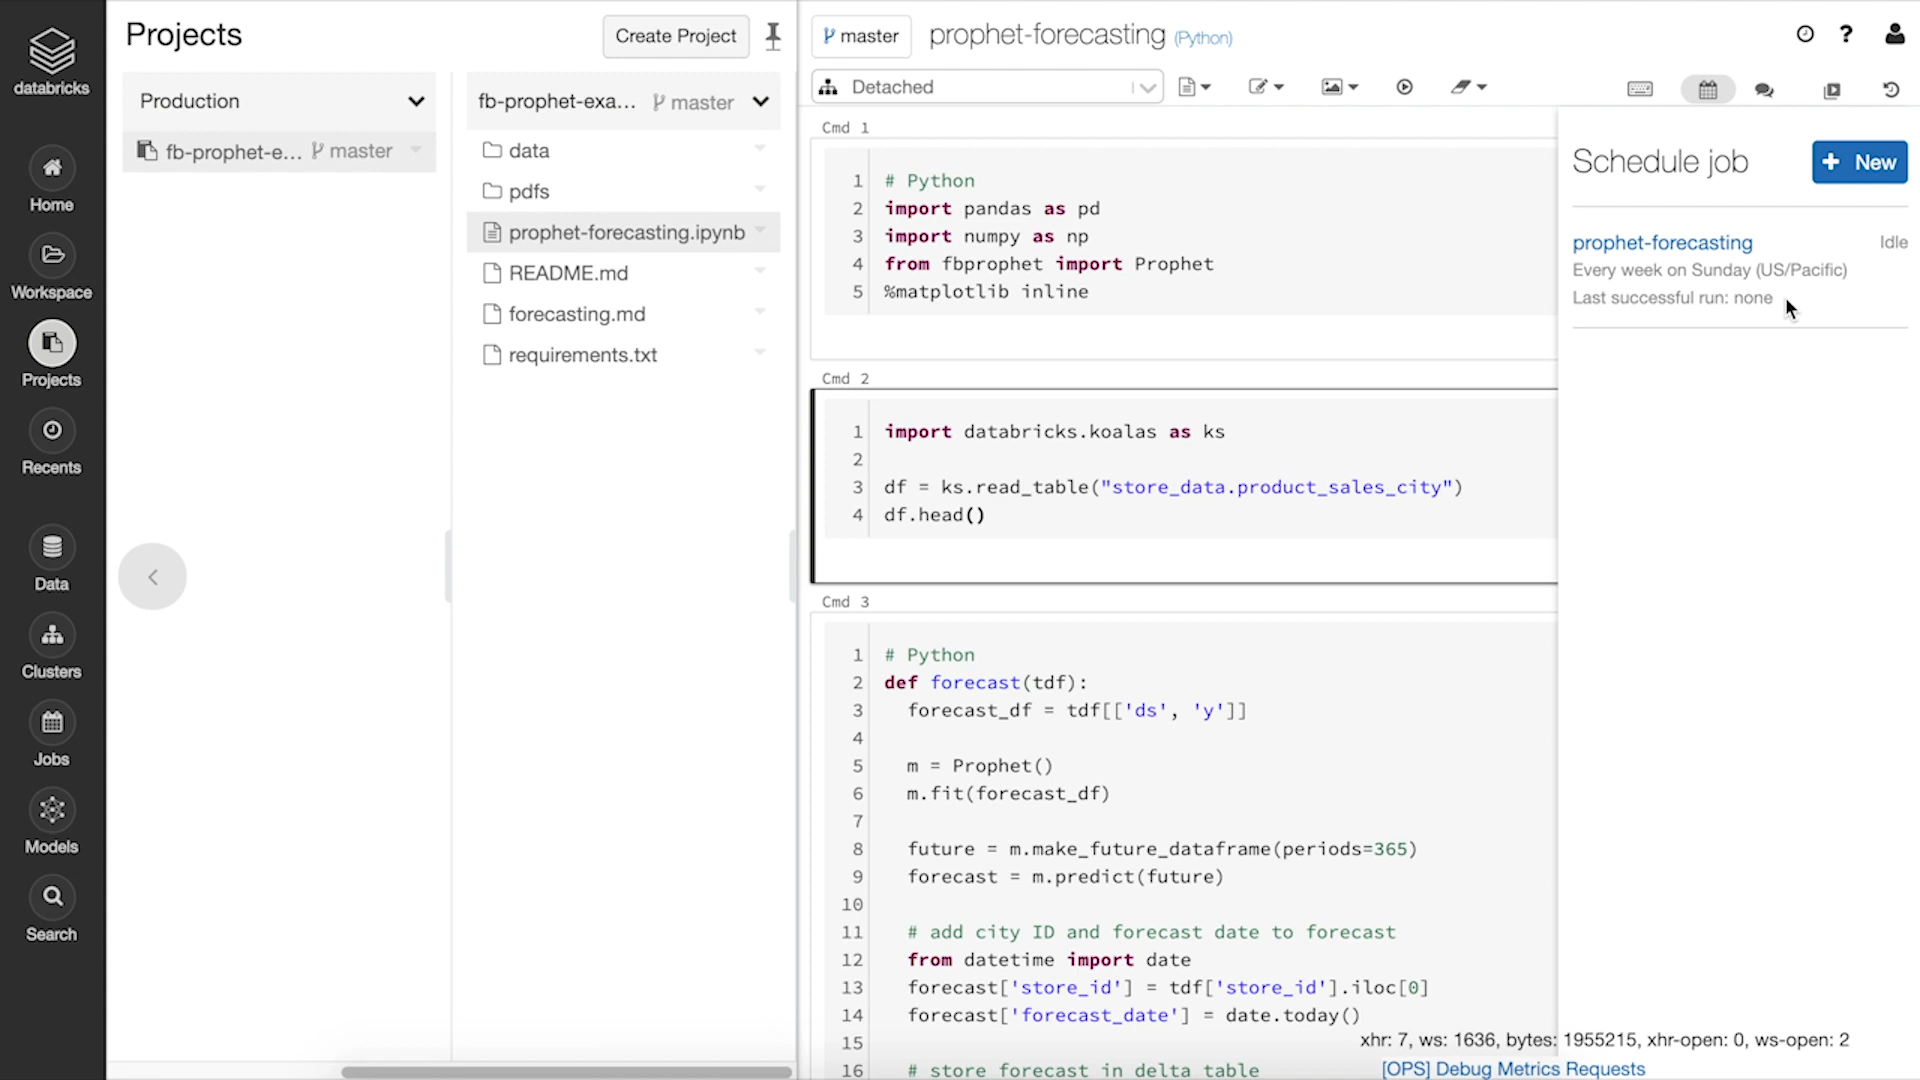 databricks
Home
Workspace
Projects
Recents
Data
Clusters
Jobs
Models
Search
Projects
Create Project
Production
fb-prophet-e... master
fb-prophet-exa... master
data
pdfs
prophet-forecasting.ipynb
README.md
forecasting.md
requirements.txt
master prophet-forecasting (Python)
?
Detached
Cmd 1
1 # Python
2 import pandas as pd
3 import numpy as np
4 from fbprophet import Prophet
5 %matplotlib inline
Cmd 2
1 import databricks.koalas as ks
2
3 df = ks.read_table("store_data.product_sales_city")
4 df.head()
Cmd 3
1 # Python
2 def forecast(tdf):
3 forecast_df = tdf[['ds', 'y']]
4
5 m = Prophet()
6 m.fit(forecast_df)
7
8 future = m.make_future_dataframe(periods=365)
9 forecast = m.predict(future)
10
11 # add city ID and forecast date to forecast
12 from datetime import date
13 forecast['store_id'] = tdf['store_id'].iloc[0]
14 forecast['forecast_date'] = date.today()
15
16 # store forecast in delta table
Schedule job
+ New
prophet-forecasting Idle
Every week on Sunday (US/Pacific)
Last successful run: none
xhr: 7, ws: 1636, bytes: 1955215, xhr-open: 0, ws-open: 2
[OPS] Debug Metrics Requests